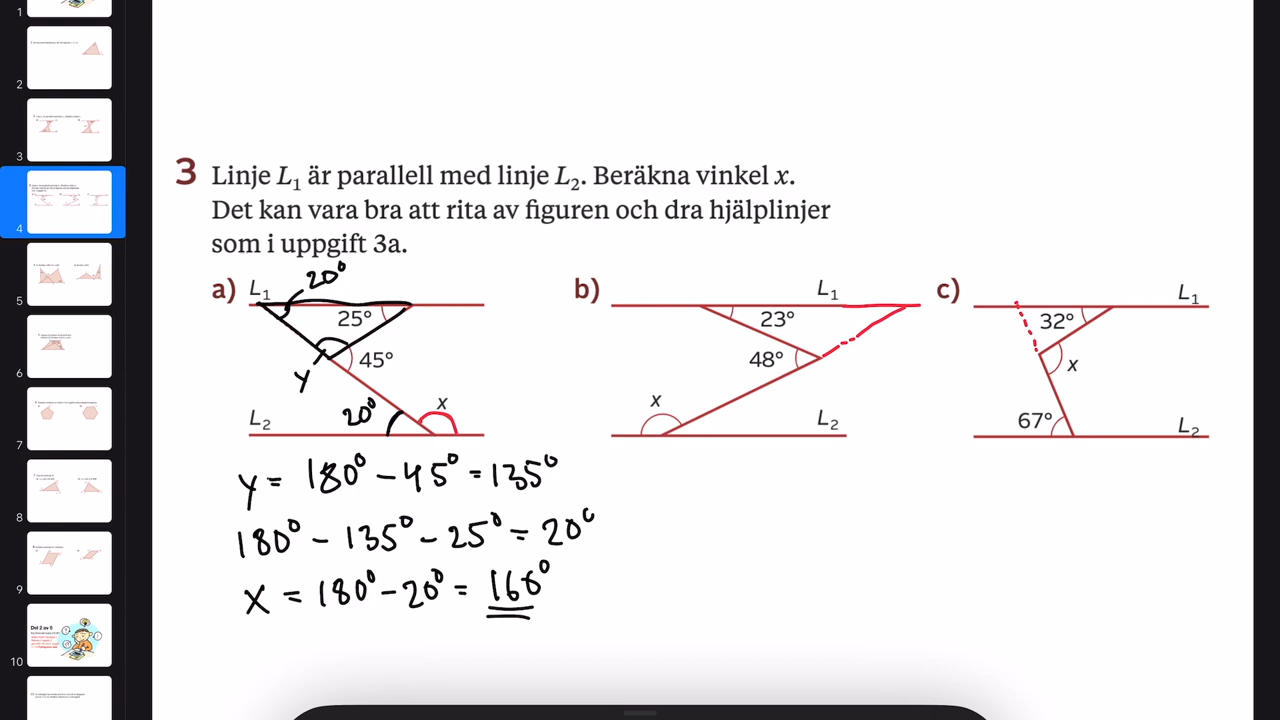 3 Linje L₁ är parallell med linje L₂. Beräkna vinkel x.
Det kan vara bra att rita av figuren och dra hjälplinjer
som i uppgift 3a.
a) L₁ 20°
25°
45°
y
20° x
L₂
b) L₁
23°
48°
x
L₂
c) L₁
32°
x
67°
L₂
y = 180° - 45° = 135°
180° - 135° - 25° = 20°
x = 180° - 20° = 160°
1
2
3
4
5
6
7
8
9
10
Del 2 av 5